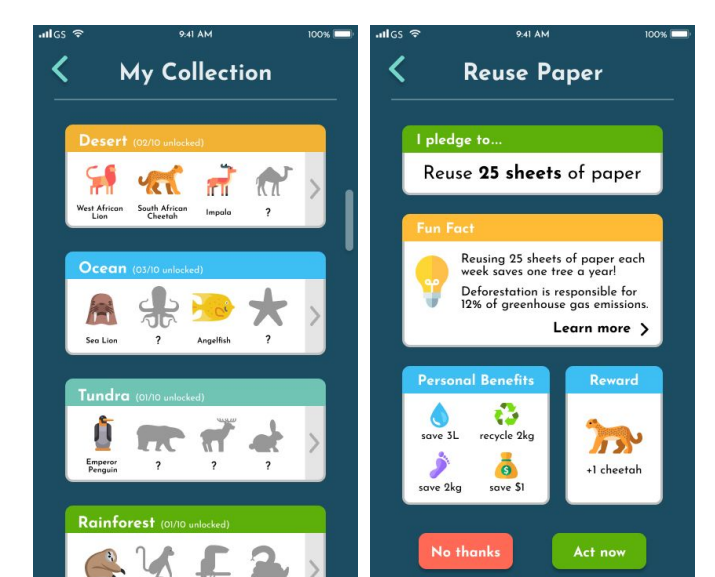 GS 9:41 AM 100%
My Collection
Desert (02/10 unlocked)
West African
Lion
South African
Cheetah
Impala
?
Ocean (03/10 unlocked)
Sea Lion
?
Angelfish
?
Tundra (01/10 unlocked)
Emperor
Penguin
?
?
?
Rainforest (01/10 unlocked)
GS 9:41 AM 100%
Reuse Paper
I pledge to...
Reuse 25 sheets of paper
Fun Fact
Reusing 25 sheets of paper each
week saves one tree a year!
Deforestation is responsible for
12% of greenhouse gas emissions.
Learn more
Personal Benefits
save 3L
recycle 2kg
save 2kg
save $1
Reward
+1 cheetah
No thanks
Act now